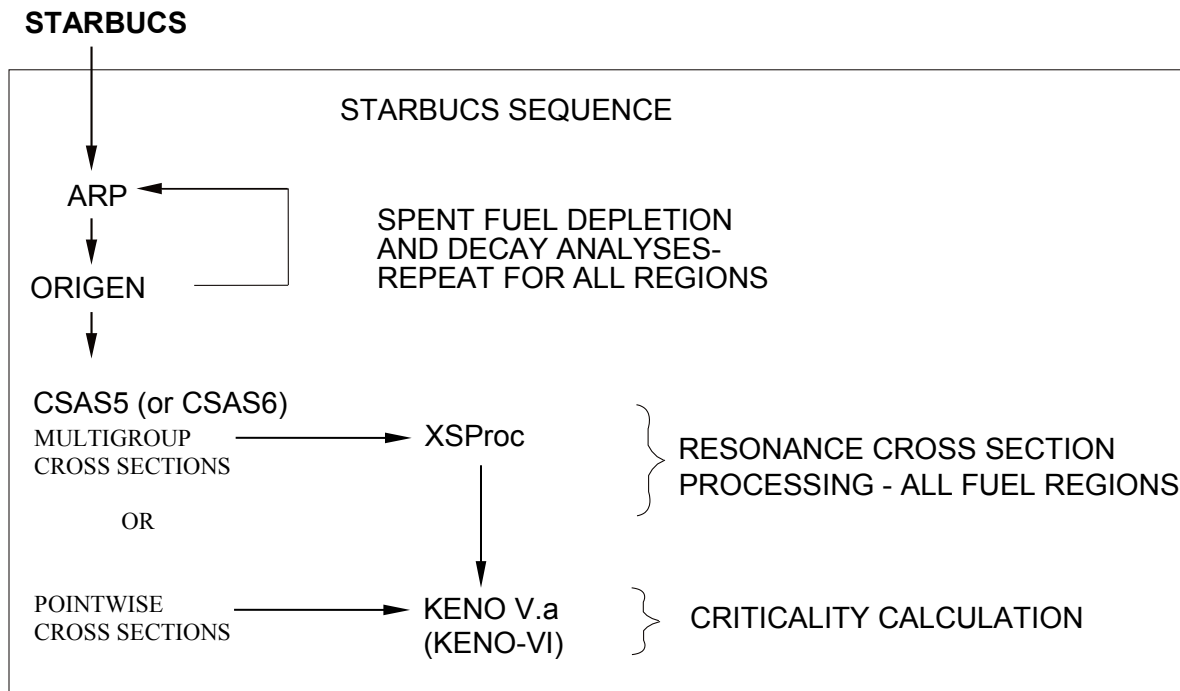 STARBUCS
STARBUCS SEQUENCE
ARP
SPENT FUEL DEPLETION
AND DECAY ANALYSES-
REPEAT FOR ALL REGIONS
ORIGEN
CSAS5 (or CSAS6)
MULTIGROUP
CROSS SECTIONS
XSProc
RESONANCE CROSS SECTION
PROCESSING - ALL FUEL REGIONS
OR
POINTWISE
CROSS SECTIONS
KENO V.a
(KENO-VI)
CRITICALITY CALCULATION